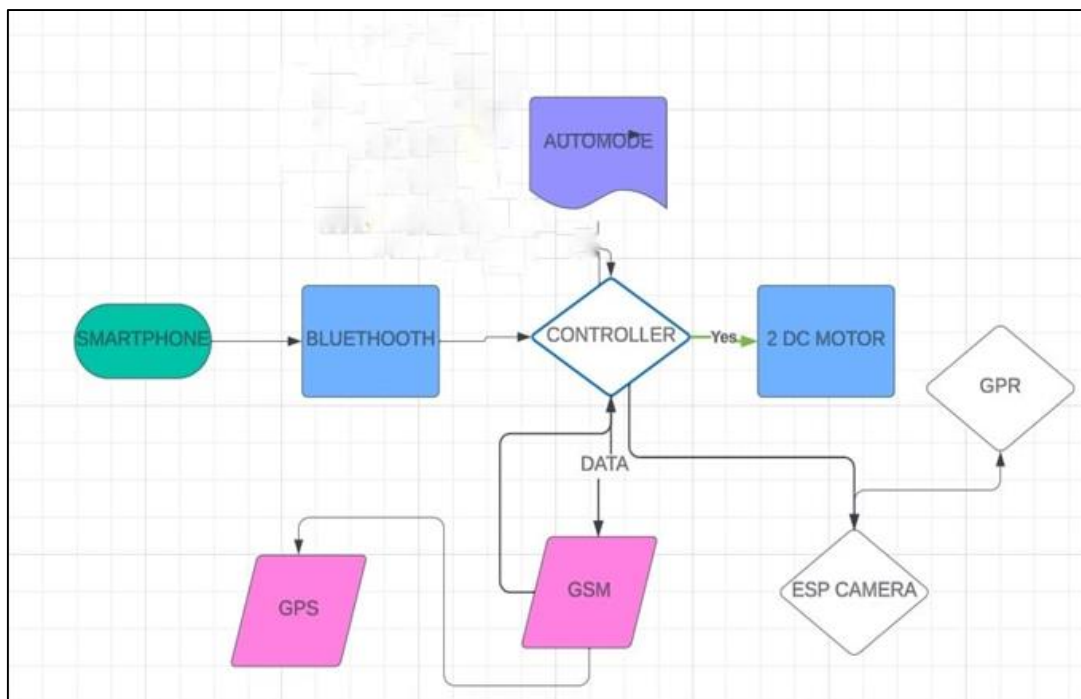 AUTOMODE
SMARTPHONE
BLUETHOOTH
CONTROLLER
Yes
2 DC MOTOR
GPR
DATA
GPS
GSM
ESP CAMERA